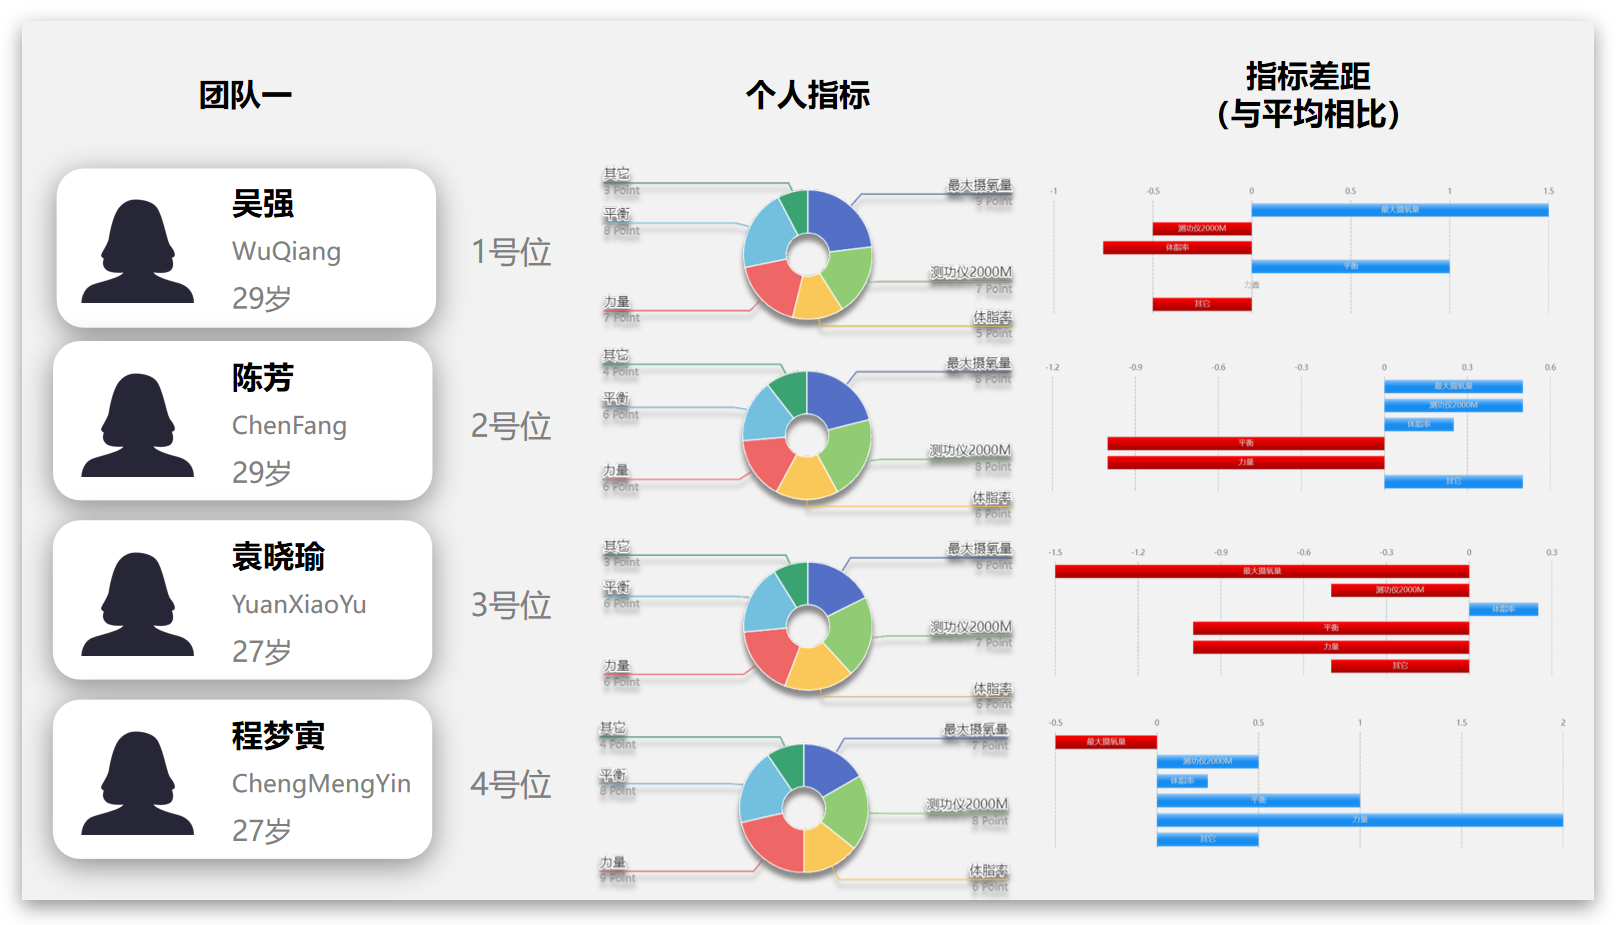 团队一
个人指标
指标差距
（与平均相比）
吴强
WuQiang
29岁
1号位
其它
3 Point
平衡
8 Point
力量
7 Point
最大摄氧量
9 Point
测功仪2000M
7 Point
体脂率
5 Point
-1 -0.5 0 0.5 1 1.5
最大摄氧量
测功仪2000M
体脂率
平衡
力量
其它
陈芳
ChenFang
29岁
2号位
其它
4 Point
平衡
6 Point
力量
6 Point
最大摄氧量
8 Point
测功仪2000M
8 Point
体脂率
6 Point
-1.2 -0.9 -0.6 -0.3 0 0.3 0.6
最大摄氧量
测功仪2000M
体脂率
平衡
力量
其它
袁晓瑜
YuanXiaoYu
27岁
3号位
其它
3 Point
平衡
6 Point
力量
6 Point
最大摄氧量
6 Point
测功仪2000M
7 Point
体脂率
6 Point
-1.5 -1.2 -0.9 -0.6 -0.3 0 0.3
最大摄氧量
测功仪2000M
体脂率
平衡
力量
其它
程梦寅
ChengMengYin
27岁
4号位
其它
4 Point
平衡
8 Point
力量
9 Point
最大摄氧量
7 Point
测功仪2000M
8 Point
体脂率
6 Point
-0.5 0 0.5 1 1.5 2
最大摄氧量
测功仪2000M
体脂率
平衡
力量
其它